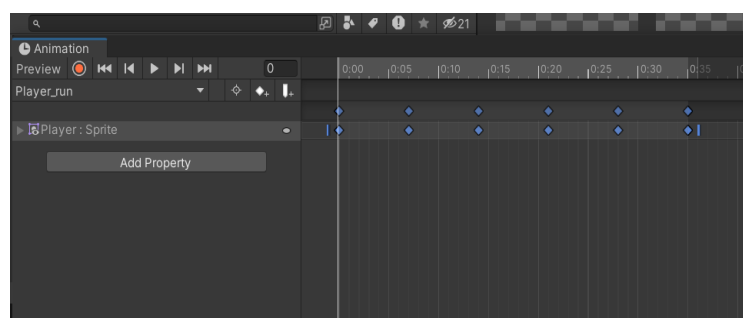 21
Animation
Preview 0 0:00 0:05 0:10 0:15 0:20 0:25 0:30 0:35
Player_run
Player : Sprite
Add Property